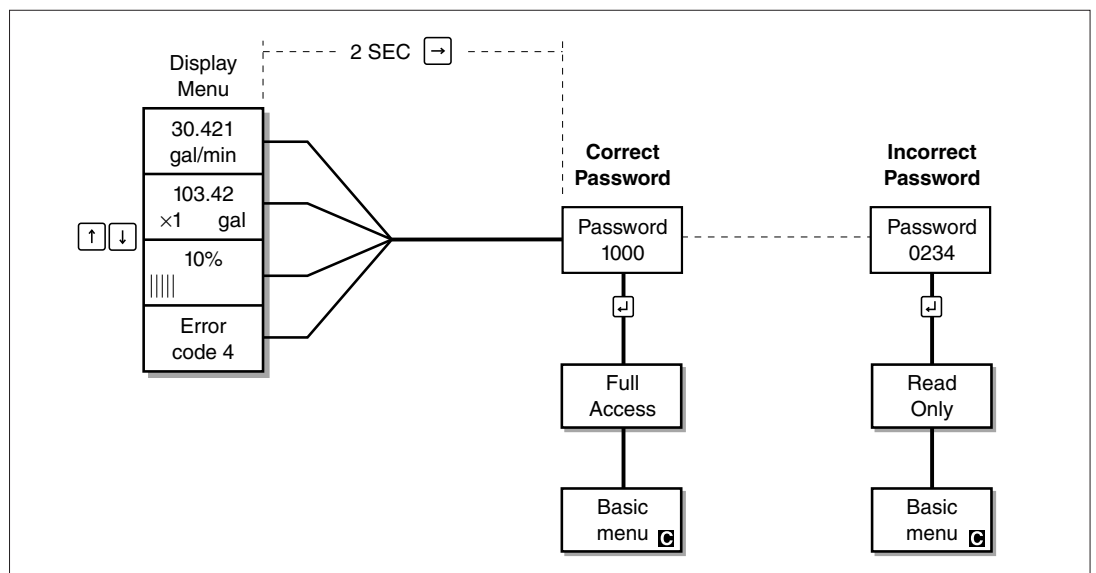 2 SEC →
Display
Menu
30.421
gal/min
103.42
×1 gal
↑ ↓
10%
Error
code 4
Correct
Password
Password
1000
↵
Full
Access
Basic
menu C
Incorrect
Password
Password
0234
↵
Read
Only
Basic
menu C